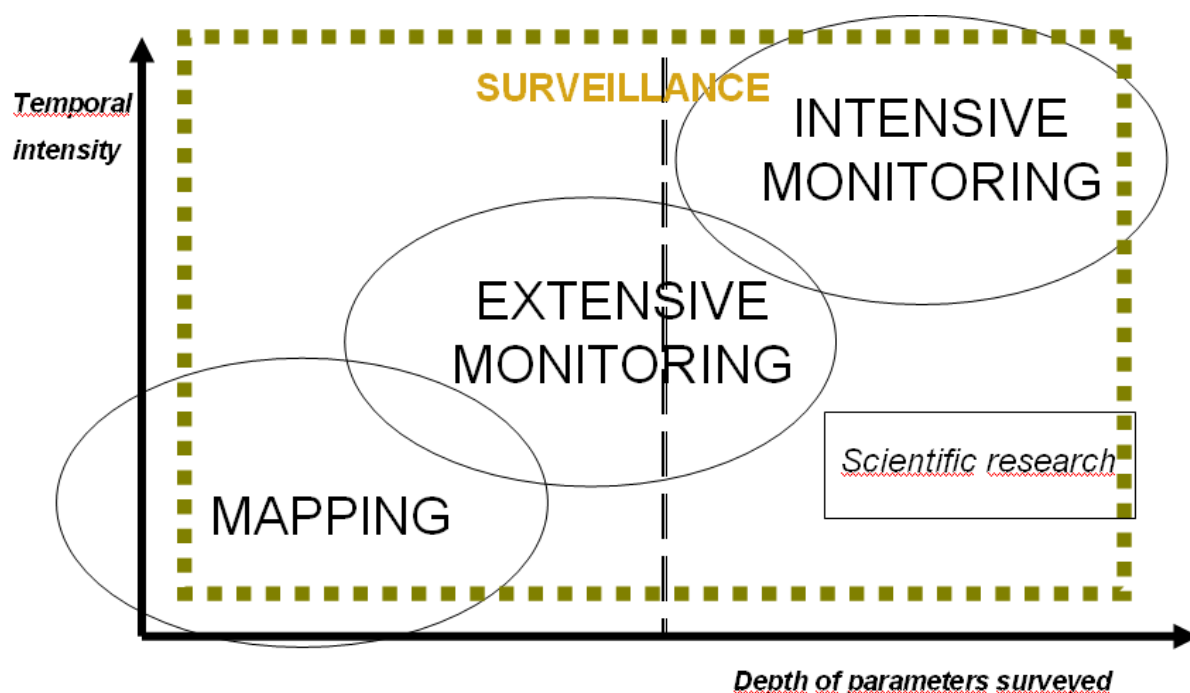 SURVEILLANCE
Temporal
intensity
INTENSIVE
MONITORING
EXTENSIVE
MONITORING
Scientific research
MAPPING
Depth of parameters surveyed